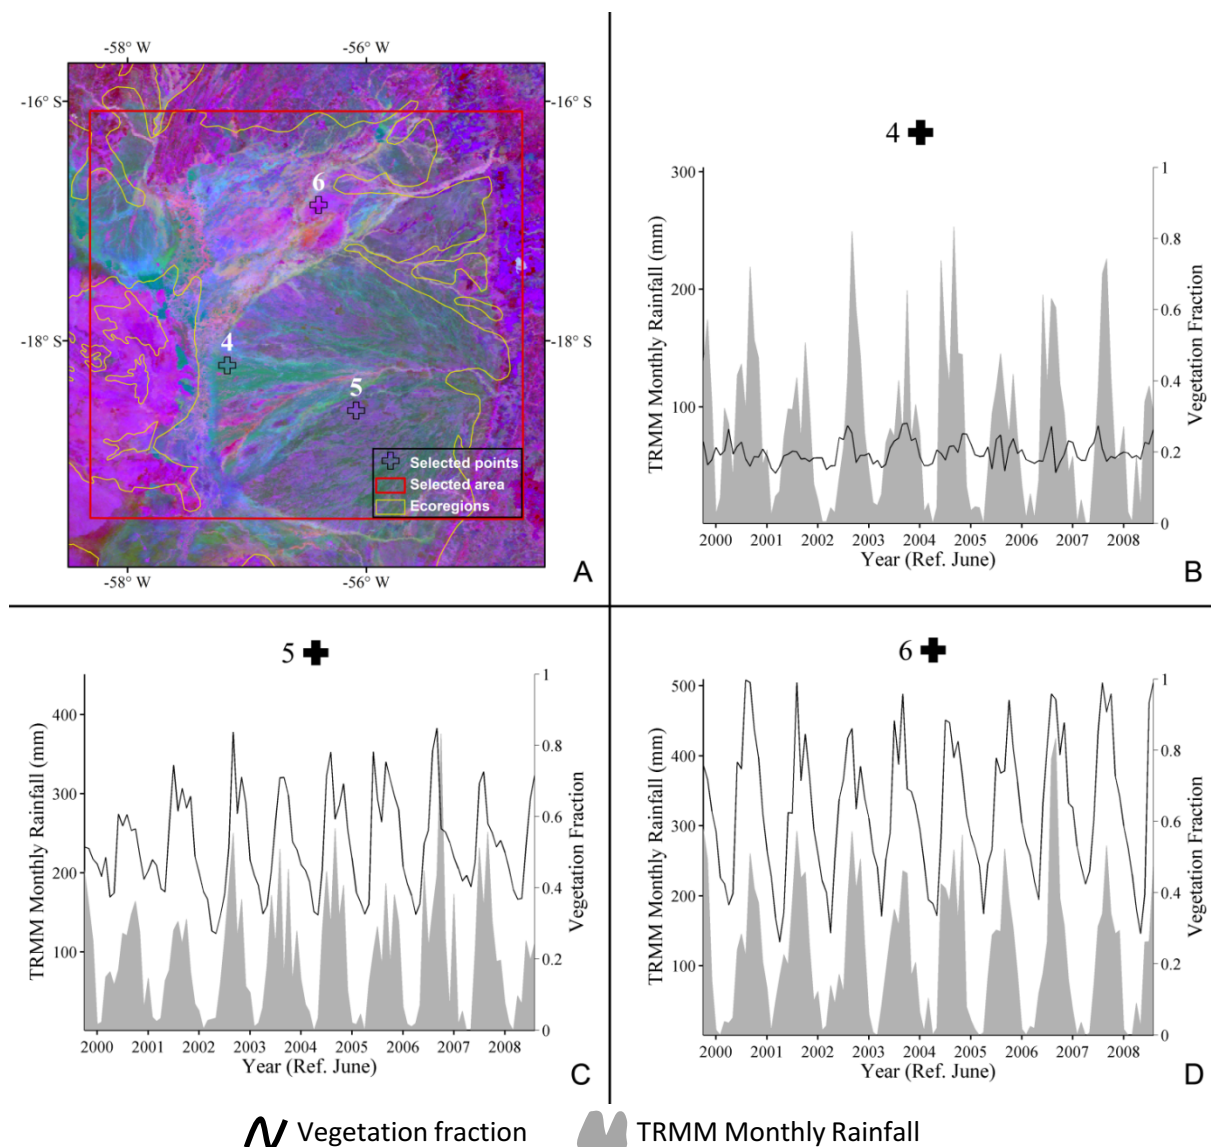 -58° W
-56° W
-16° S
-16° S
6
4
-18° S
-18° S
5
Selected points
Selected area
Ecoregions
-58° W
-56° W
A
4
300
200
100
TRMM Monthly Rainfall (mm)
1
0.8
0.6
0.4
0.2
0
Vegetation Fraction
2000 2001 2002 2003 2004 2005 2006 2007 2008
Year (Ref. June)
B
5
400
300
200
100
TRMM Monthly Rainfall (mm)
1
0.8
0.6
0.4
0.2
0
Vegetation Fraction
2000 2001 2002 2003 2004 2005 2006 2007 2008
Year (Ref. June)
C
6
500
400
300
200
100
TRMM Monthly Rainfall (mm)
1
0.8
0.6
0.4
0.2
0
Vegetation Fraction
2000 2001 2002 2003 2004 2005 2006 2007 2008
Year (Ref. June)
D
Vegetation fraction
TRMM Monthly Rainfall